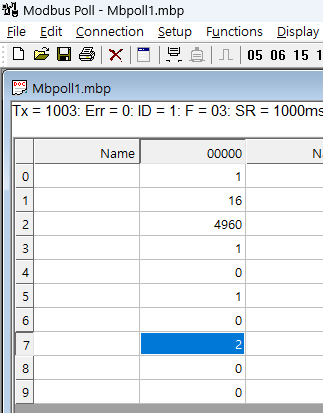 Modbus Poll - Mbpoll1.mbp
File Edit Connection Setup Functions Display
05 06 15 1
Mbpoll1.mbp
Tx = 1003: Err = 0: ID = 1: F = 03: SR = 1000ms
Name 00000 N
0 1
1 16
2 4960
3 1
4 0
5 1
6 0
7 2
8 0
9 0